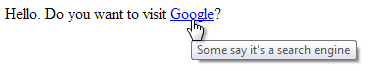 Hello. Do you want to visit Google?
Some say it's a search engine